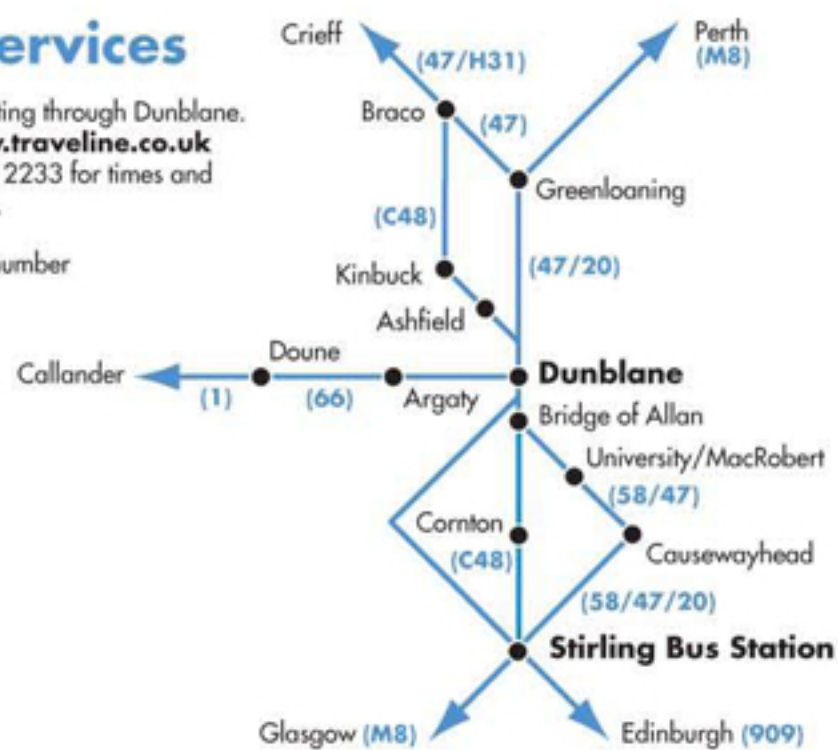 ervices
ting through Dunblane.
.traveline.co.uk
2233 for times and
umber
Crieff
(47/H31)
Perth
(M8)
Braco
(47)
Greenloaning
(C48)
(47/20)
Kinbuck
Ashfield
Doune
Callander
(1)
(66)
Argaty
Dunblane
Bridge of Allan
University/MacRobert
(58/47)
Cornton
(C48)
Causewayhead
(58/47/20)
Stirling Bus Station
Glasgow (M8)
Edinburgh (909)